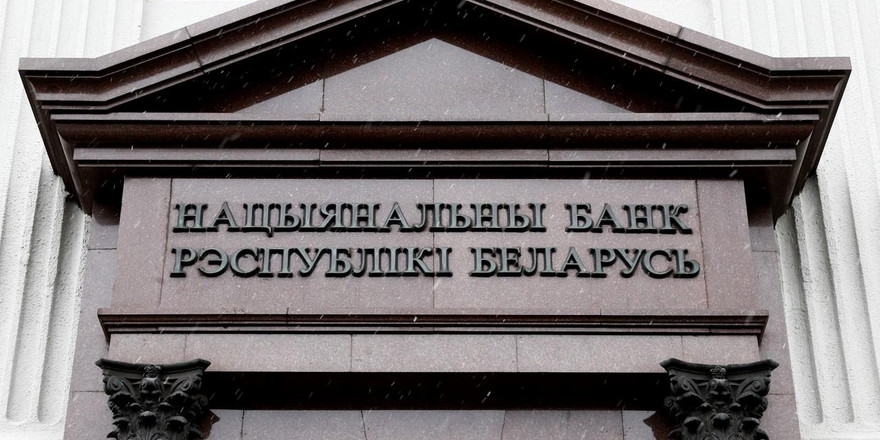 НАЦЫЯНАЛЬНЫ БАНК
РЭСПУБЛІКІ БЕЛАРУСЬ